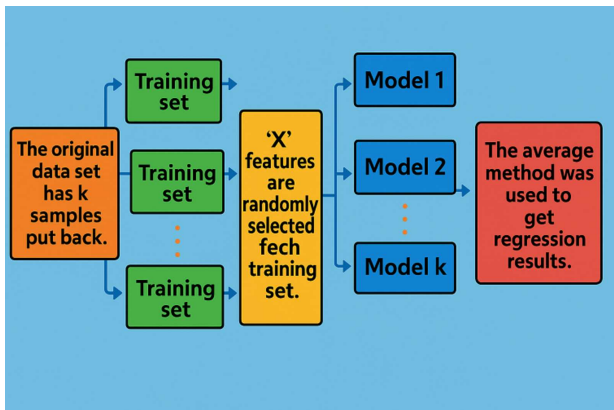 The original
data set
has k
samples
put back.
Training
set
Training
set
Training
set
‘X’
features
are
randomly
selected
fech
training
set.
Model 1
Model 2
Model k
The average
method was
used to
get
regression
results.